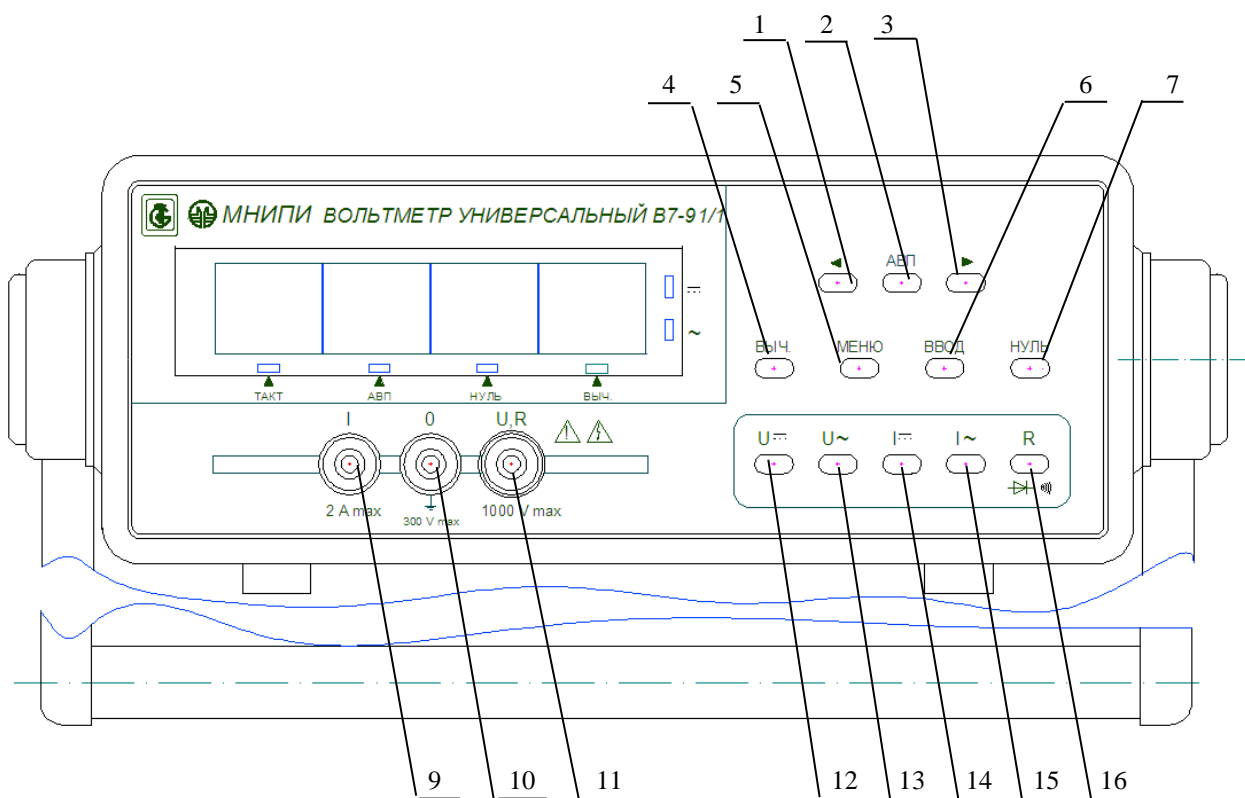 1 2 3
4 5 6 7
МНИПИ ВОЛЬТМЕТР УНИВЕРСАЛЬНЫЙ В7-91/1
◄ АВП ►
ВЫЧ. МЕНЮ ВВОД НУЛЬ
~
ТАКТ АВП НУЛЬ ВЫЧ.
I 0 U,R
U U~ I I~ R
2 A max 300 V max 1000 V max
9 10 11 12 13 14 15 16